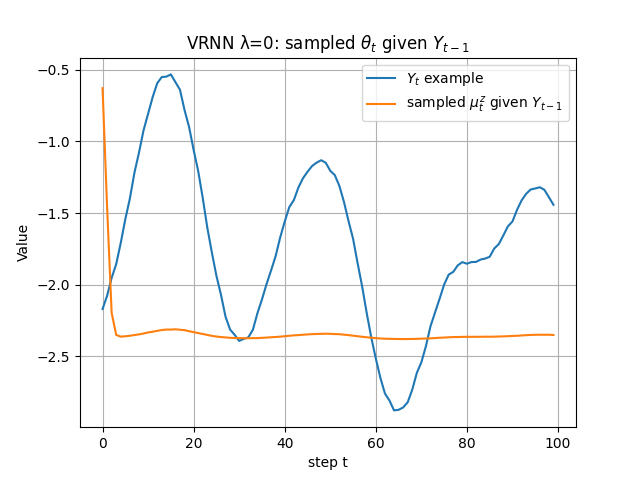 VRNN λ=0: sampled θ_t given Y_{t−1}
Y_t example
sampled μ_t^z given Y_{t−1}
Value
−0.5
−1.0
−1.5
−2.0
−2.5
0 20 40 60 80 100
step t